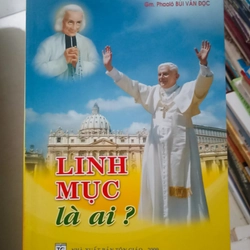 Gm. Phaolô BÙI VĂN ĐỌC
LINH
MỤC
là ai ?